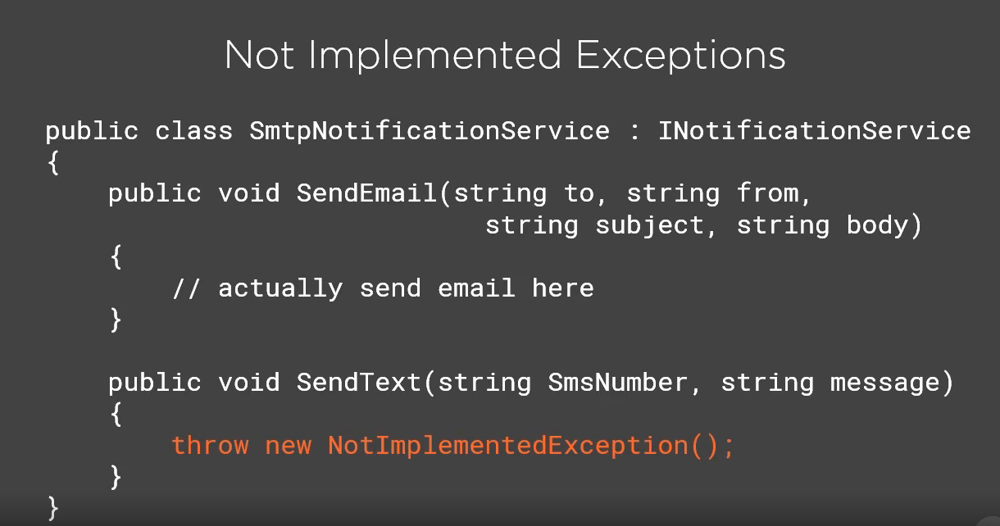 Not Implemented Exceptions
public class SmtpNotificationService : INotificationService
{
    public void SendEmail(string to, string from,
                            string subject, string body)
    {
        // actually send email here
    }
    public void SendText(string SmsNumber, string message)
    {
        throw new NotImplementedException();
    }
}